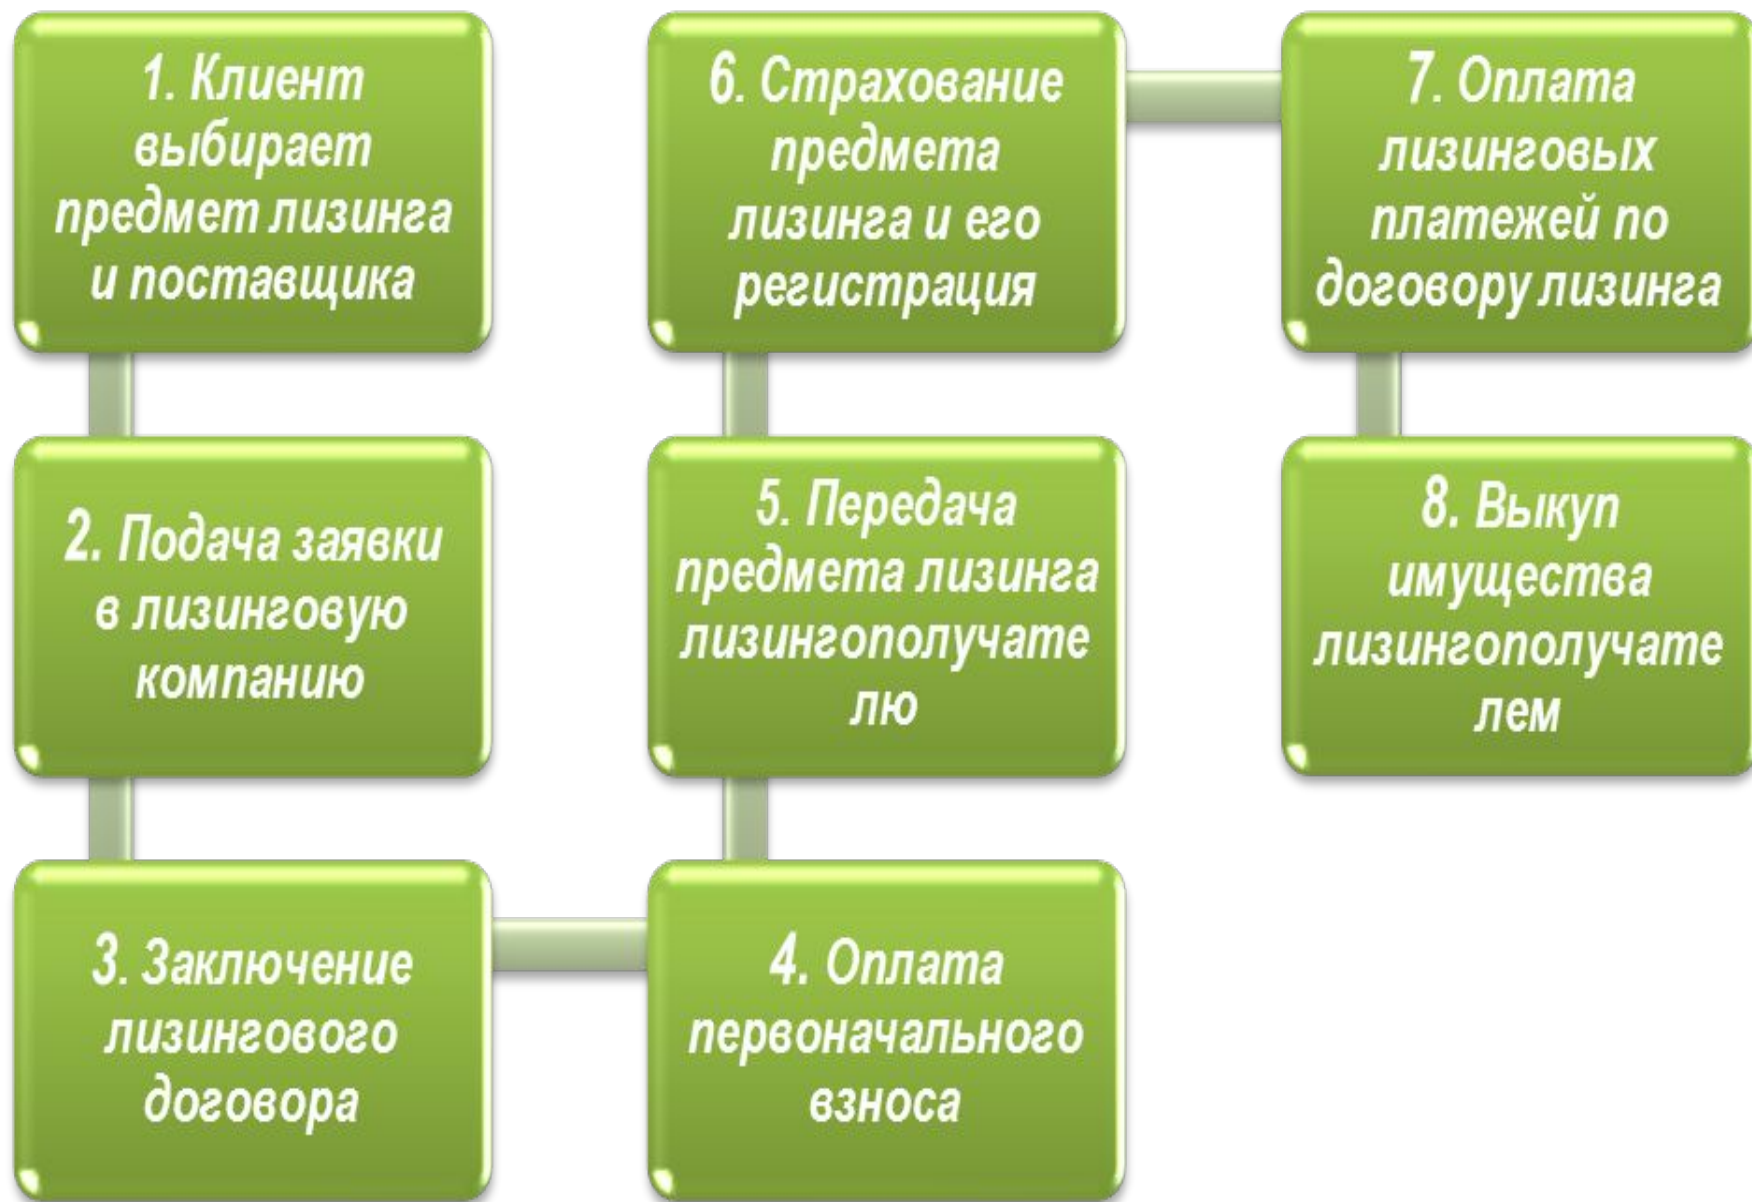 1. Клиент
выбирает
предмет лизинга
и поставщика
2. Подача заявки
в лизинговую
компанию
3. Заключение
лизингового
договора
4. Оплата
первоначального
взноса
5. Передача
предмета лизинга
лизингополучате
лю
6. Страхование
предмета
лизинга и его
регистрация
7. Оплата
лизинговых
платежей по
договору лизинга
8. Выкуп
имущества
лизингополучате
лем